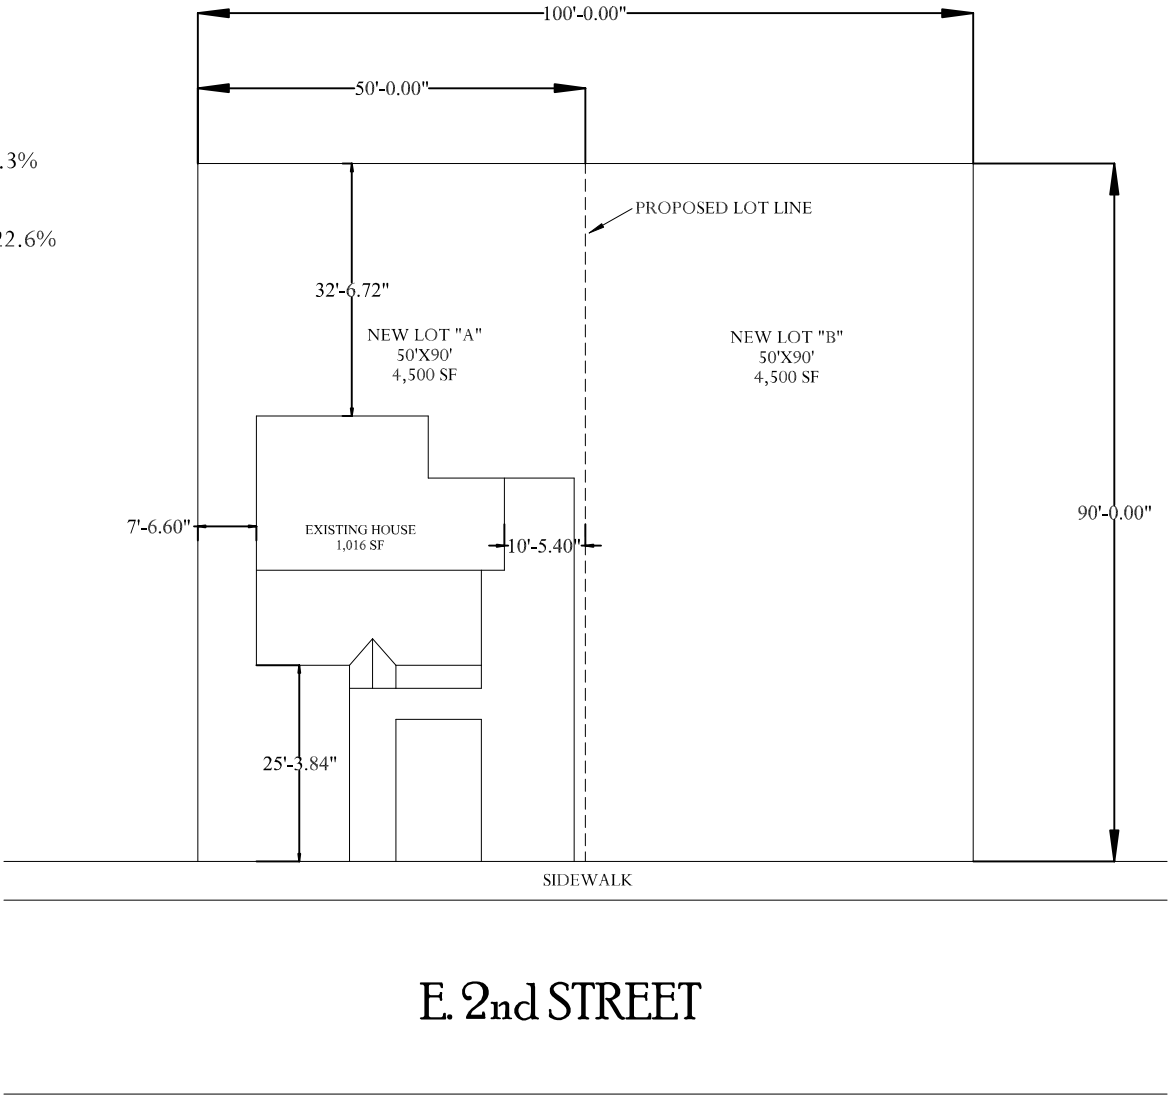 100'-0.00"
50'-0.00"
.3%
PROPOSED LOT LINE
22.6%
32'-6.72"
NEW LOT "A"
50'X90'
4,500 SF
NEW LOT "B"
50'X90'
4,500 SF
7'-6.60"
EXISTING HOUSE
1,016 SF
10'-5.40"
90'-0.00"
25'-3.84"
SIDEWALK
E. 2nd STREET